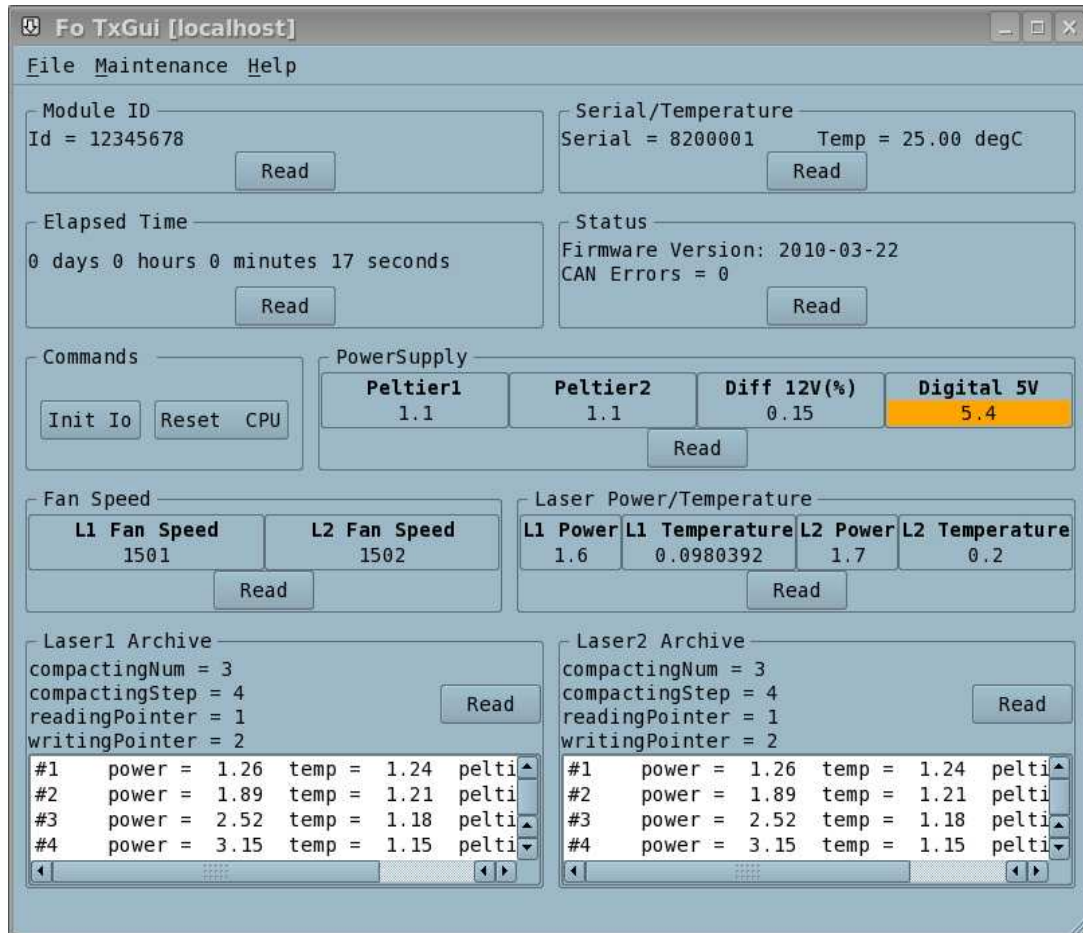 Fo TxGui [localhost]
File Maintenance Help
Module ID
Id = 12345678
Read
Serial/Temperature
Serial = 8200001 Temp = 25.00 degC
Read
Elapsed Time
0 days 0 hours 0 minutes 17 seconds
Read
Status
Firmware Version: 2010-03-22
CAN Errors = 0
Read
Commands
Init Io Reset CPU
PowerSupply
Peltier1 Peltier2 Diff 12V(%) Digital 5V
1.1 1.1 0.15 5.4
Read
Fan Speed
L1 Fan Speed L2 Fan Speed
1501 1502
Read
Laser Power/Temperature
L1 Power L1 Temperature L2 Power L2 Temperature
1.6 0.0980392 1.7 0.2
Read
Laser1 Archive
compactingNum = 3
compactingStep = 4
readingPointer = 1
writingPointer = 2
Read
#1 power = 1.26 temp = 1.24 pelti
#2 power = 1.89 temp = 1.21 pelti
#3 power = 2.52 temp = 1.18 pelti
#4 power = 3.15 temp = 1.15 pelti
Laser2 Archive
compactingNum = 3
compactingStep = 4
readingPointer = 1
writingPointer = 2
Read
#1 power = 1.26 temp = 1.24 pelti
#2 power = 1.89 temp = 1.21 pelti
#3 power = 2.52 temp = 1.18 pelti
#4 power = 3.15 temp = 1.15 pelti